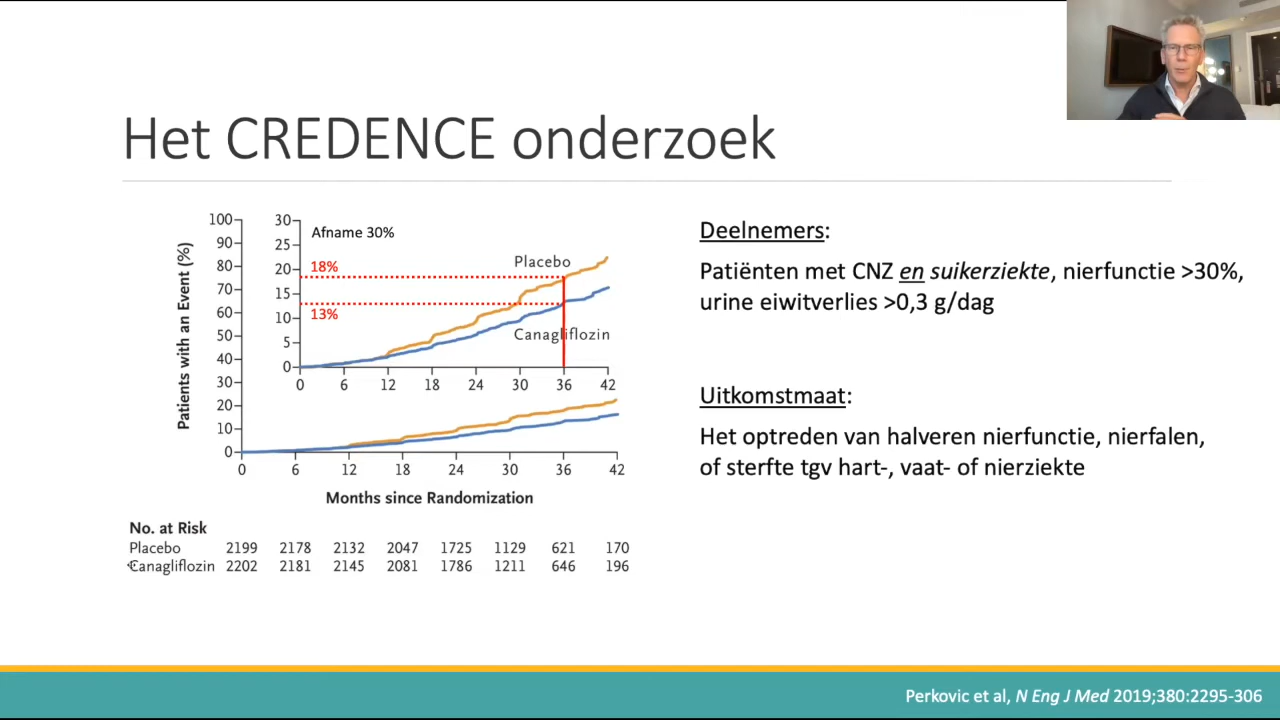 Het CREDENCE onderzoek
Patients with an Event (%)
100
90
80
70
60
50
40
30
20
10
0
30
25
20
15
10
5
0
Afname 30%
18%
13%
Placebo
Canagliflozin
0 6 12 18 24 30 36 42
0 6 12 18 24 30 36 42
Months since Randomization
No. at Risk
Placebo 2199 2178 2132 2047 1725 1129 621 170
Canagliflozin 2202 2181 2145 2081 1786 1211 646 196
Deelnemers:
Patiënten met CNZ en suikerziekte, nierfunctie >30%,
urine eiwitverlies >0,3 g/dag
Uitkomstmaat:
Het optreden van halveren nierfunctie, nierfalen,
of sterfte tgv hart-, vaat- of nierziekte
Perkovic et al, N Eng J Med 2019;380:2295-306